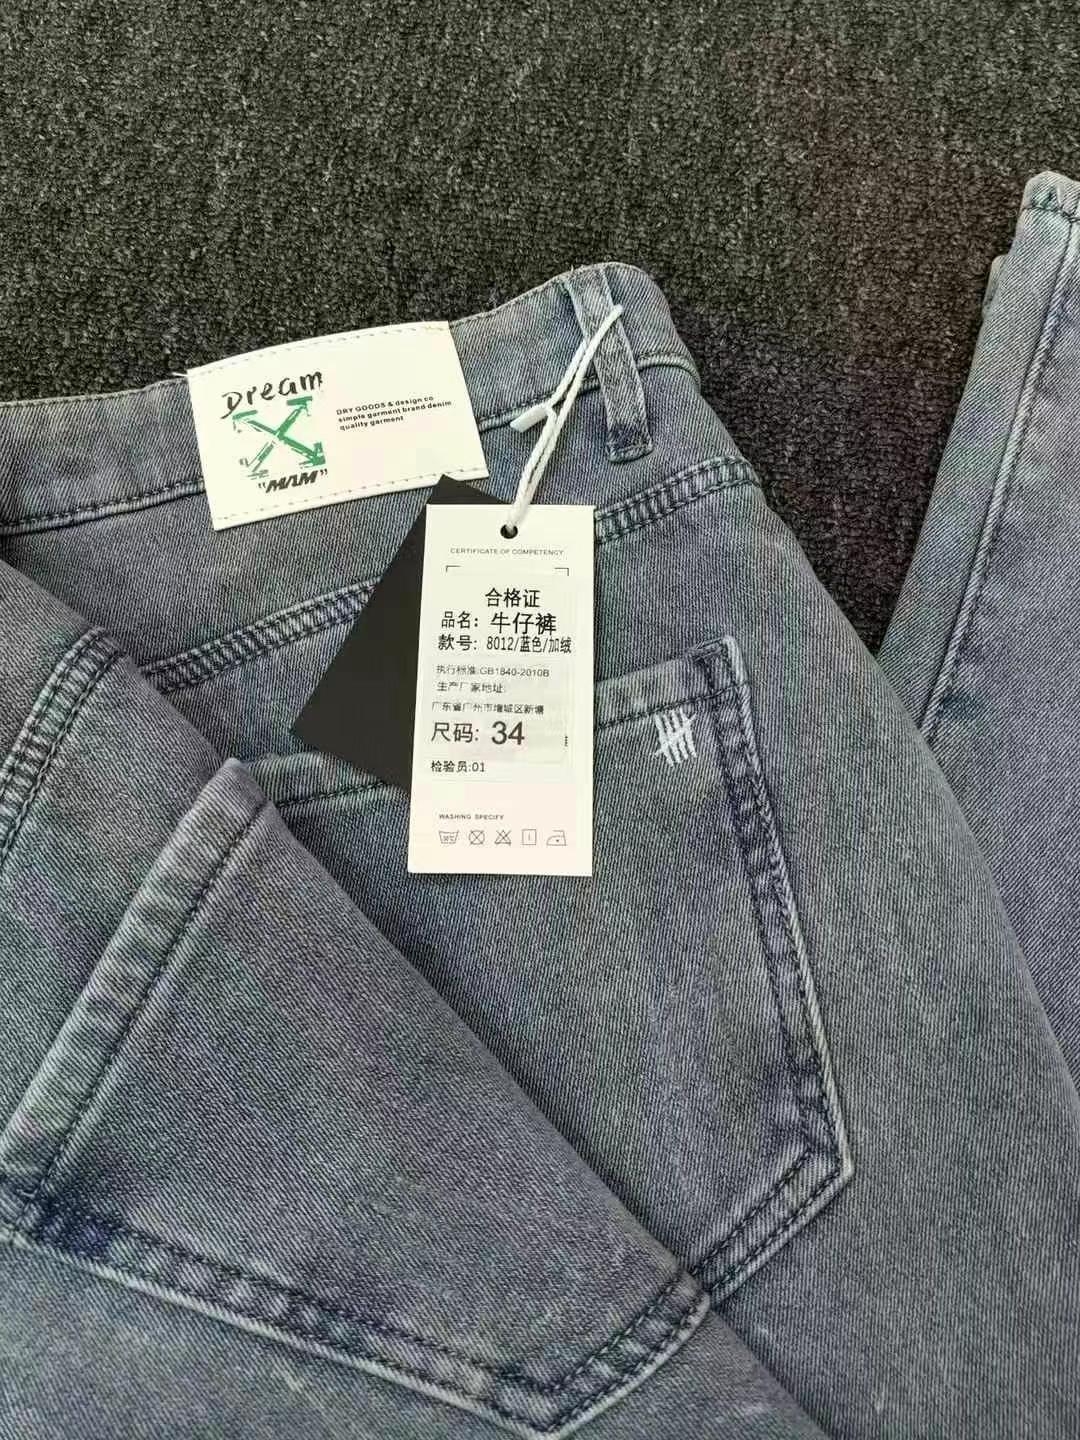 Dream
"MAM"
DRY GOODS & design co
simple garment brand denim
quality garment
CERTIFICATE OF COMPETENCY
合格证
品名：牛仔裤
款号：8012/蓝色/加绒
执行标准:GB1840-2010B
生产厂家地址:
广东省广州市增城区新塘
尺码：34
检验员:01
WASHING SPECIFY